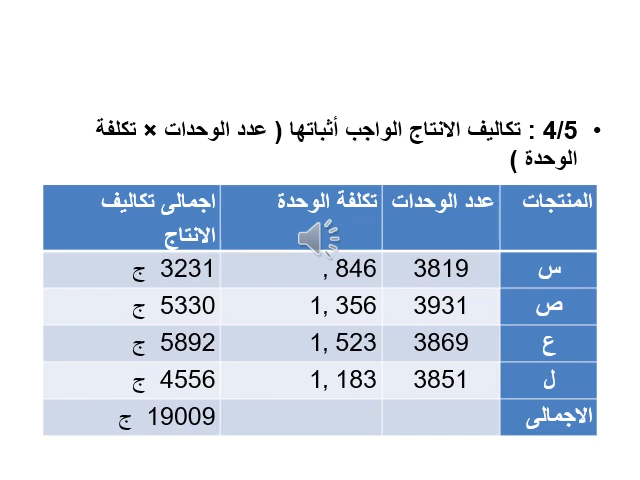 • 4/5 : تكاليف الانتاج الواجب أثباتها ( عدد الوحدات × تكلفة
الوحدة )
المنتجات عدد الوحدات تكلفة الوحدة اجمالى تكاليف
الانتاج
س 3819 846 , 3231 ج
ص 3931 1, 356 5330 ج
ع 3869 1, 523 5892 ج
ل 3851 1, 183 4556 ج
الاجمالى 19009 ج